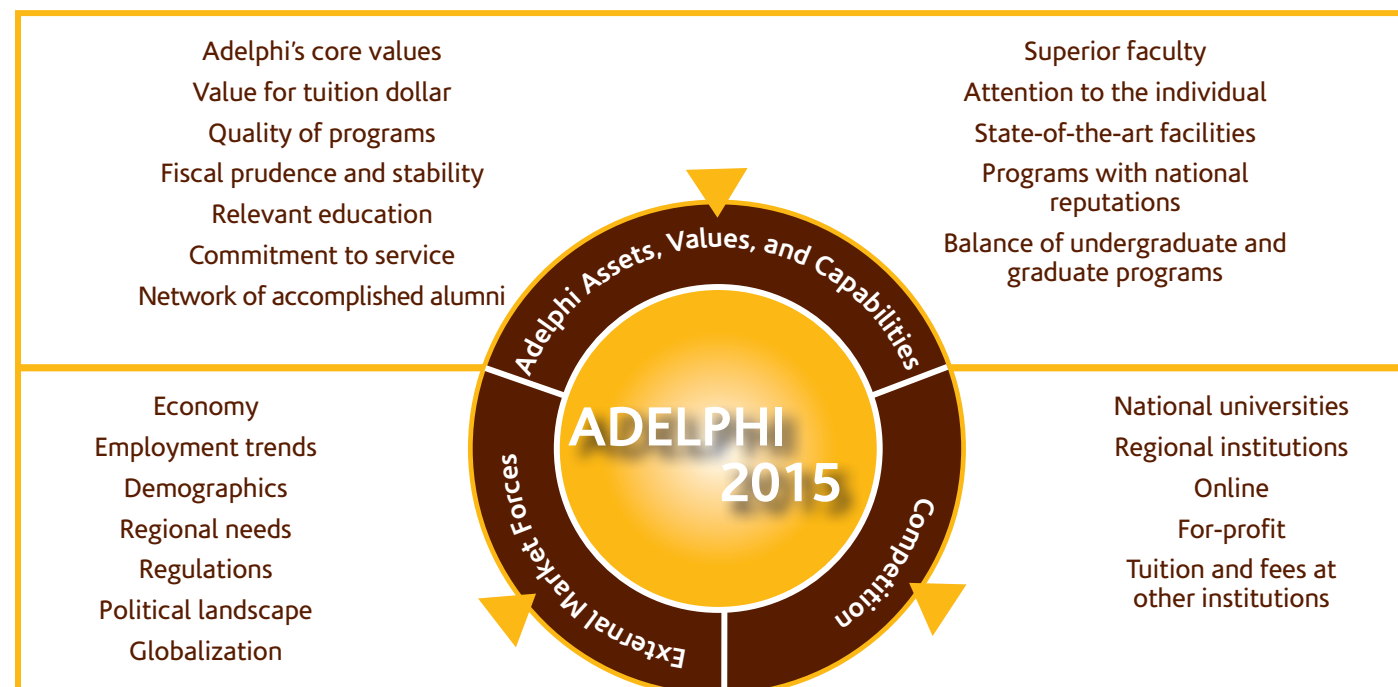 Adelphi’s core values
Value for tuition dollar
Quality of programs
Fiscal prudence and stability
Relevant education
Commitment to service
Network of accomplished alumni
Superior faculty
Attention to the individual
State-of-the-art facilities
Programs with national
reputations
Balance of undergraduate and
graduate programs
Adelphi Assets, Values, and Capabilities
ADELPHI
2015
External Market Forces
Competition
Economy
Employment trends
Demographics
Regional needs
Regulations
Political landscape
Globalization
National universities
Regional institutions
Online
For-profit
Tuition and fees at
other institutions